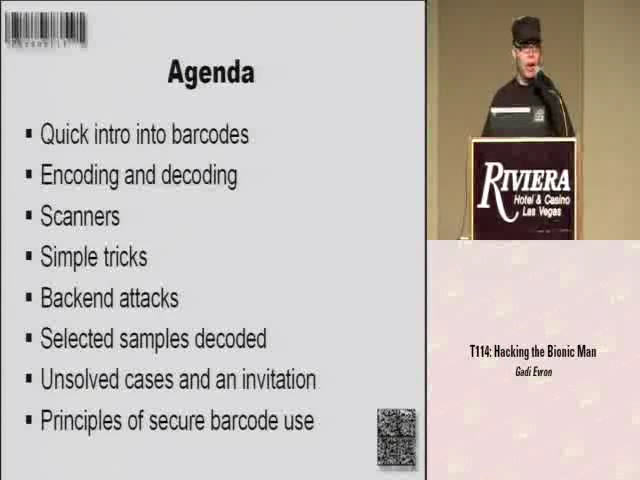 Agenda
Quick intro into barcodes
Encoding and decoding
Scanners
Simple tricks
Backend attacks
Selected samples decoded
Unsolved cases and an invitation
Principles of secure barcode use
RIVIERA
Hotel & Casino
Las Vegas
T114: Hacking the Bionic Man
Gadi Evron